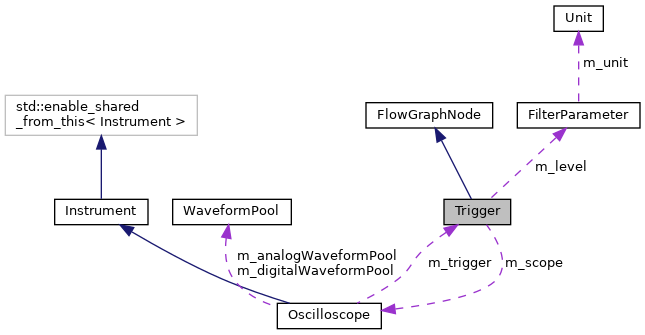 Unit
m_unit
std::enable_shared
_from_this< Instrument >
FlowGraphNode
FilterParameter
m_level
Instrument
WaveformPool
Trigger
m_analogWaveformPool
m_digitalWaveformPool
m_trigger
m_scope
Oscilloscope